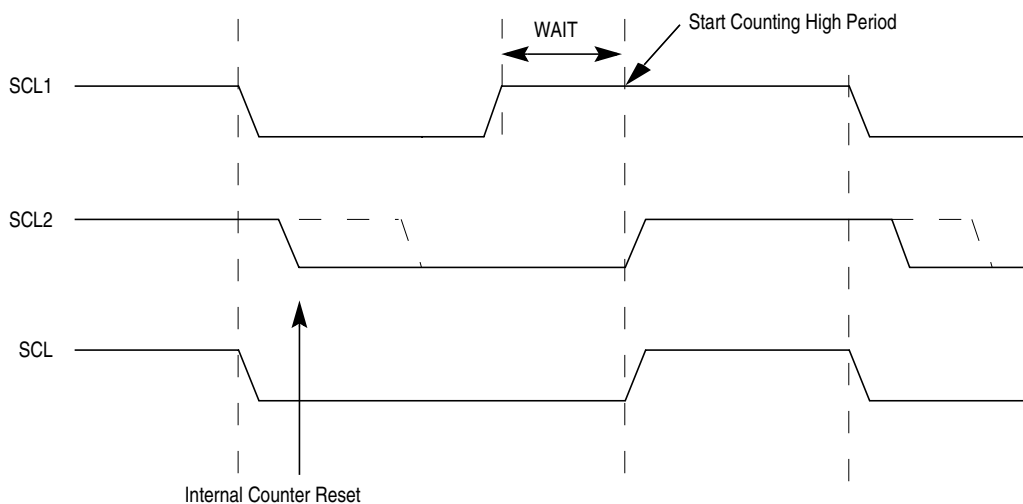 Start Counting High Period
WAIT
SCL1
SCL2
SCL
Internal Counter Reset